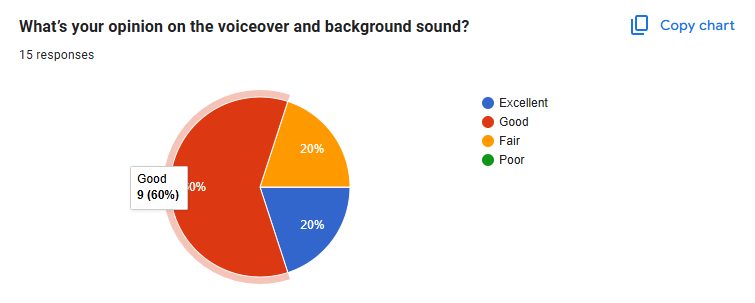 What's your opinion on the voiceover and background sound?
Copy chart
15 responses
Excellent
Good
Fair
Poor
20%
Good
9 (60%)
0%
20%